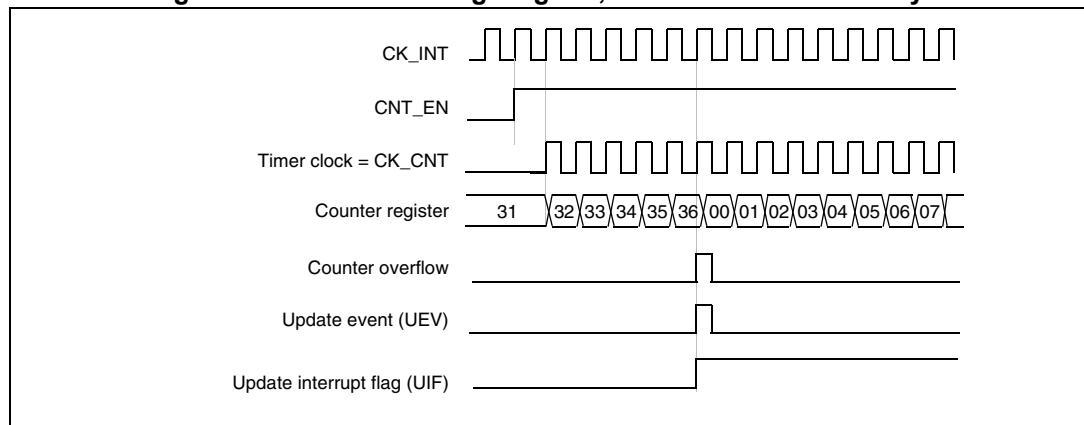 CK_INT
CNT_EN
Timer clock = CK_CNT
Counter register 31 32 33 34 35 36 00 01 02 03 04 05 06 07
Counter overflow
Update event (UEV)
Update interrupt flag (UIF)